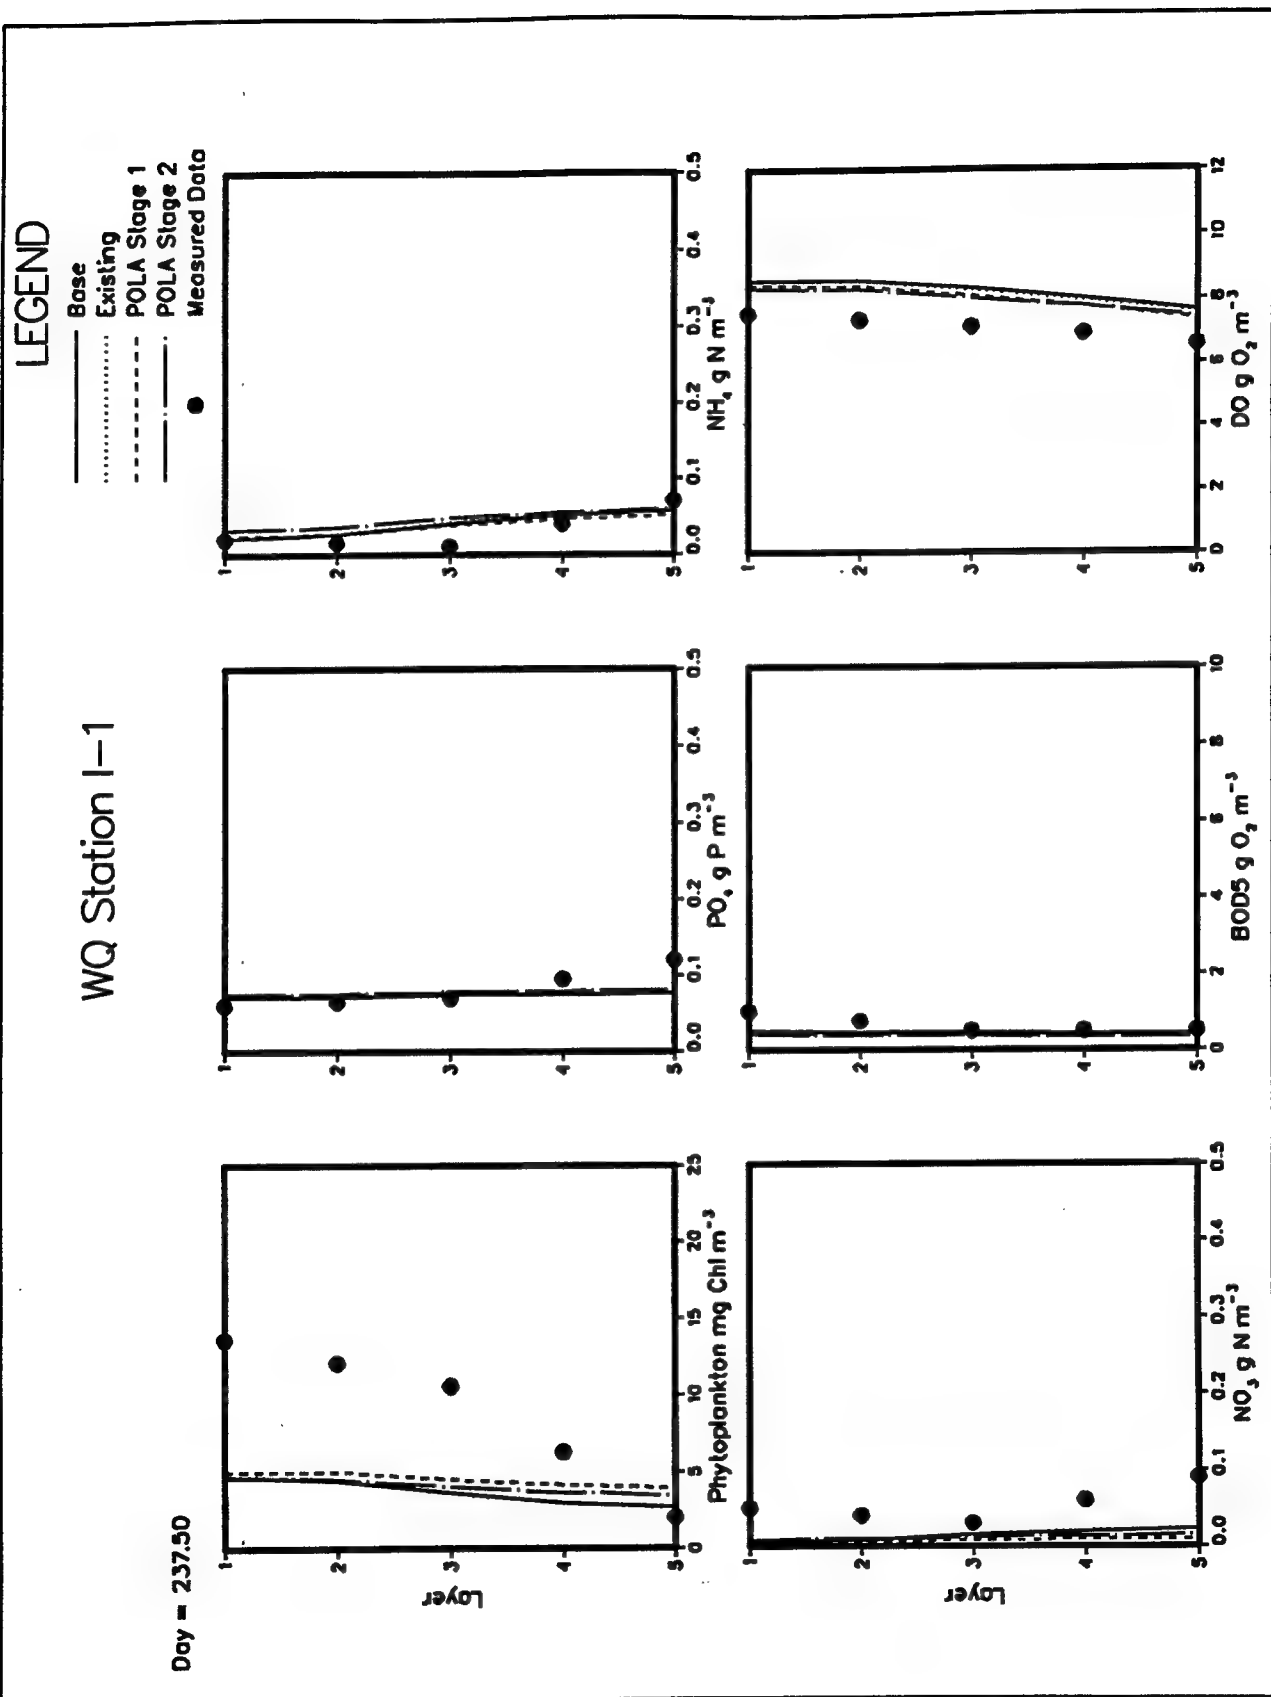 WQ Station I-1
LEGEND
Base
Existing
POLA Stage 1
POLA Stage 2
Measured Data
Day = 237.50
Layer
1
2
3
4
5
0 5 10 15 20 25
Phytoplankton mg Chl m⁻³
1
2
3
4
5
0.0 0.1 0.2 0.3 0.4 0.5
PO₄ g P m⁻³
1
2
3
4
5
0.0 0.1 0.2 0.3 0.4 0.5
NH₄ g N m⁻³
Layer
1
2
3
4
5
0.0 0.1 0.2 0.3 0.4 0.5
NO₃ g N m⁻³
1
2
3
4
5
0 2 4 6 8 10
BOD5 g O₂ m⁻³
1
2
3
4
5
0 2 4 6 8 10 12
DO g O₂ m⁻³